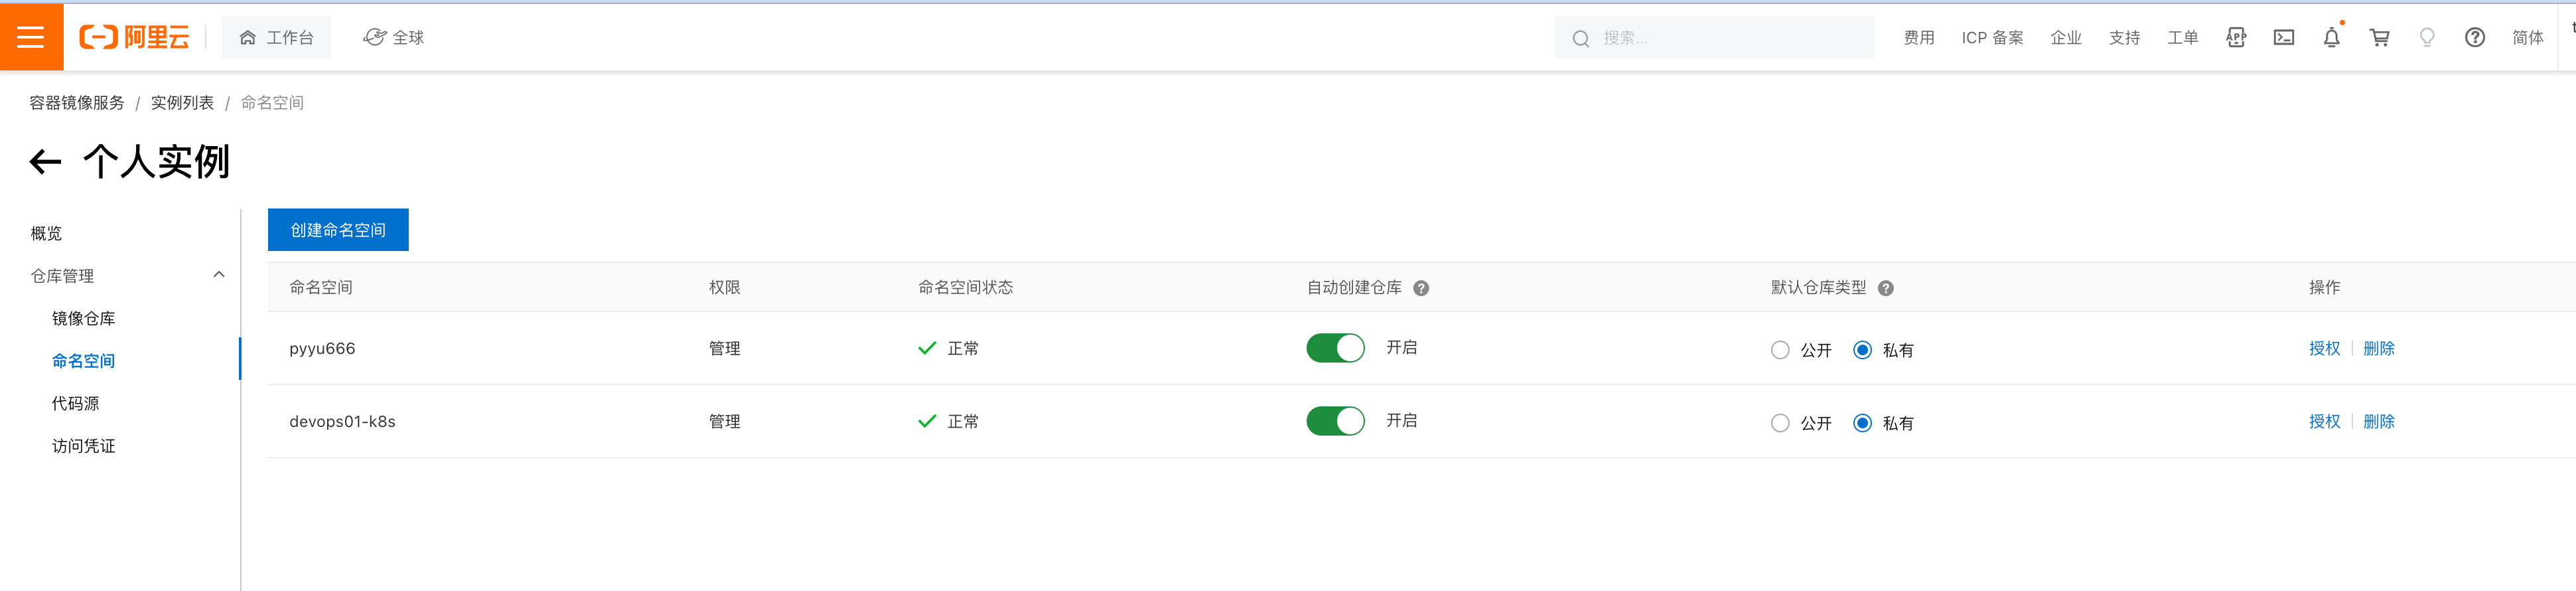 阿里云 工作台 全球 搜索... 费用 ICP 备案 企业 支持 工单 APP 简体
容器镜像服务 / 实例列表 / 命名空间
个人实例
概览
仓库管理
镜像仓库
命名空间
代码源
访问凭证
创建命名空间
命名空间 权限 命名空间状态 自动创建仓库 默认仓库类型 操作
pyyu666 管理 正常 开启 公开 私有 授权 删除
devops01-k8s 管理 正常 开启 公开 私有 授权 删除